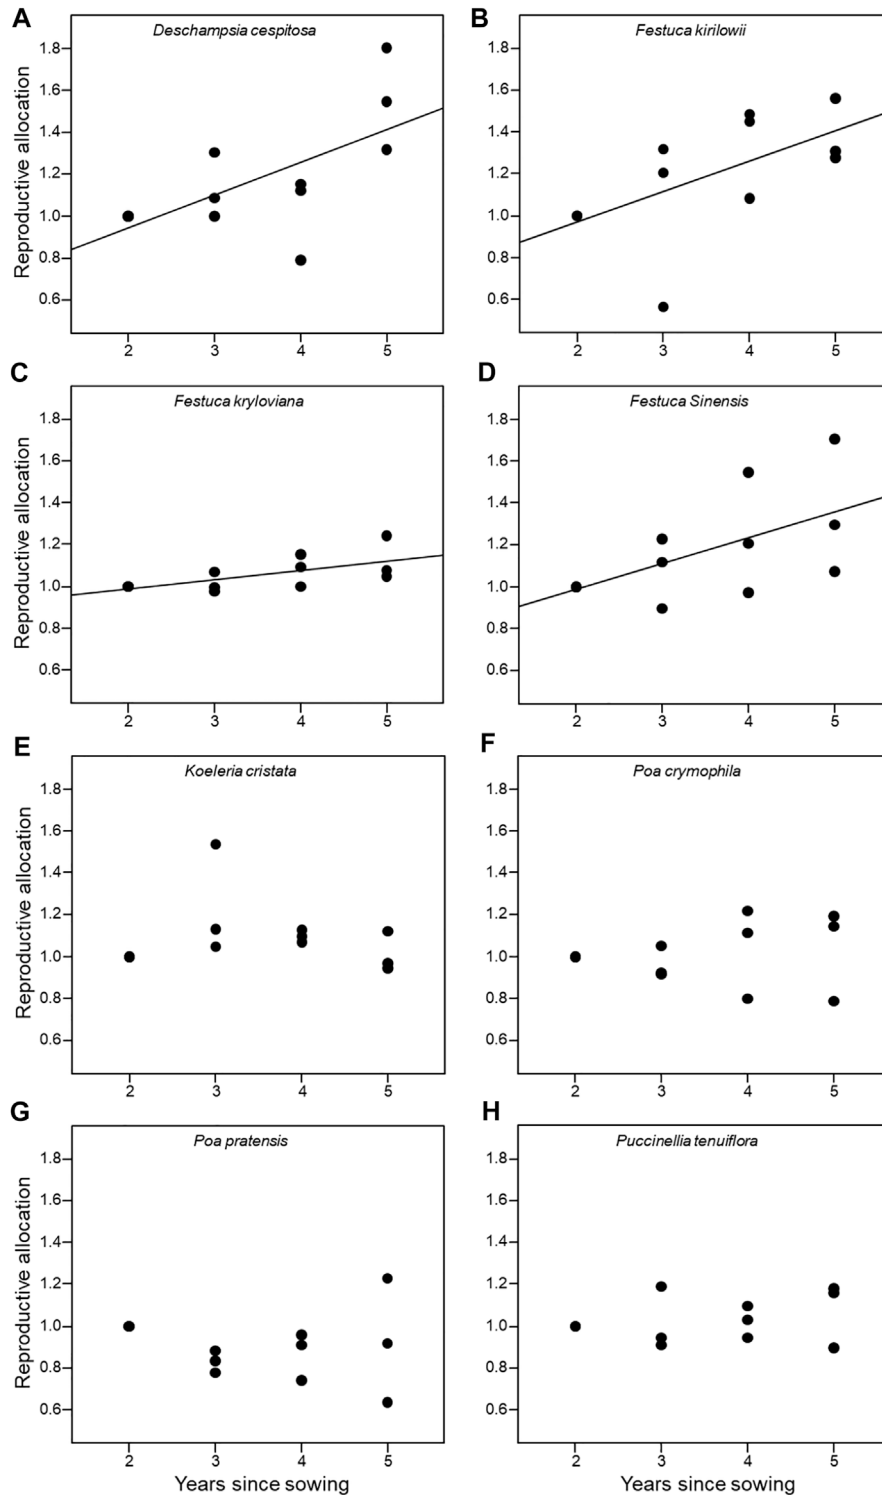 A
Deschampsia cespitosa
Reproductive allocation
1.8
1.6
1.4
1.2
1.0
0.8
0.6
2 3 4 5
B
Festuca kirilowii
1.8
1.6
1.4
1.2
1.0
0.8
0.6
2 3 4 5
C
Festuca kryloviana
Reproductive allocation
1.8
1.6
1.4
1.2
1.0
0.8
0.6
2 3 4 5
D
Festuca Sinensis
1.8
1.6
1.4
1.2
1.0
0.8
0.6
2 3 4 5
E
Koeleria cristata
Reproductive allocation
1.8
1.6
1.4
1.2
1.0
0.8
0.6
2 3 4 5
F
Poa crymophila
1.8
1.6
1.4
1.2
1.0
0.8
0.6
2 3 4 5
G
Poa pratensis
Reproductive allocation
1.8
1.6
1.4
1.2
1.0
0.8
0.6
2 3 4 5
Years since sowing
H
Puccinellia tenuiflora
1.8
1.6
1.4
1.2
1.0
0.8
0.6
2 3 4 5
Years since sowing